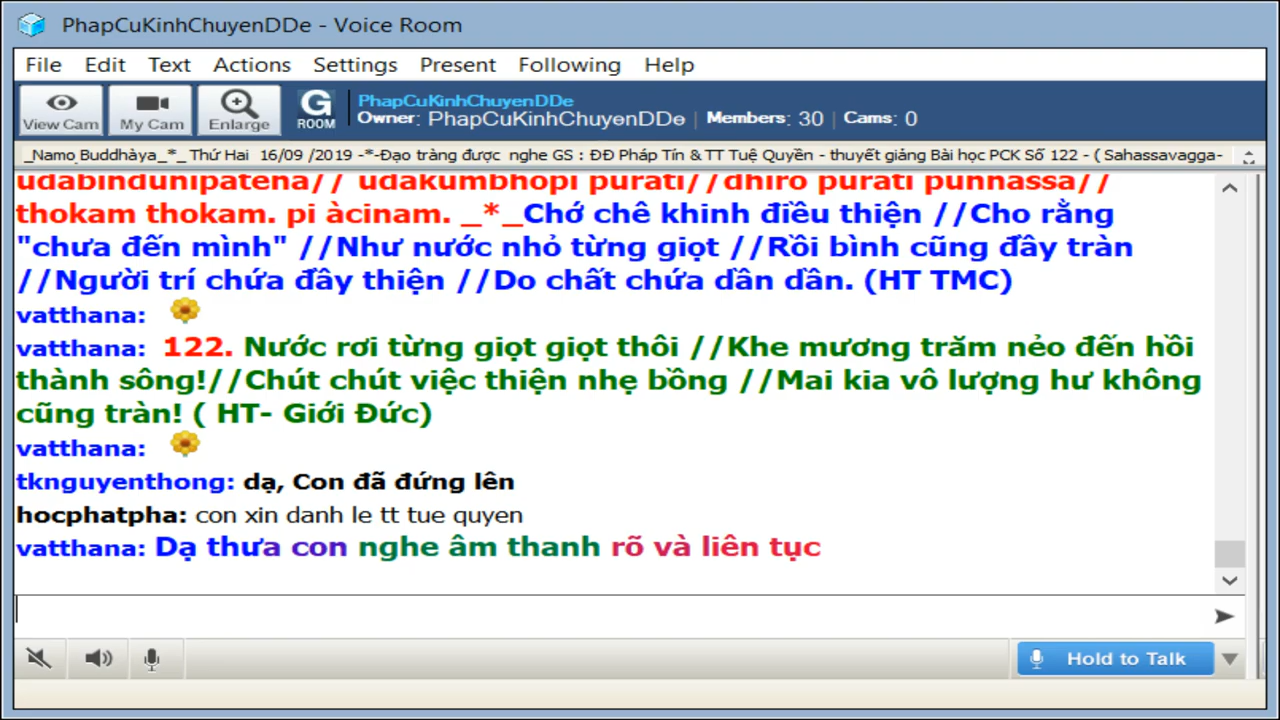 PhapCuKinhChuyenDDe - Voice Room
File Edit Text Actions Settings Present Following Help
View Cam My Cam Enlarge G ROOM
PhapCuKinhChuyenDDe
Owner: PhapCuKinhChuyenDDe | Members: 30 | Cams: 0
_Namo Buddhàya_*_ Thứ Hai 16/09 /2019 -*-Đạo tràng được nghe GS : ĐĐ Pháp Tín & TT Tuệ Quyền - thuyết giảng Bài học PCK Số 122 - ( Sahassavagga-
udabindunipatena// udakumbhopi purati//dhiro purati punnassa//
thokam thokam. pi àcinam. _*_Chớ chê khinh điều thiện //Cho rằng
"chưa đến mình" //Như nước nhỏ từng giọt //Rồi bình cũng đầy tràn
//Người trí chứa đầy thiện //Do chất chứa dần dần. (HT TMC)
vatthana:
vatthana: 122. Nước rơi từng giọt giọt thôi //Khe mương trăm nẻo đến hồi
thành sông!//Chút chút việc thiện nhẹ bồng //Mai kia vô lượng hư không
cũng tràn! ( HT- Giới Đức)
vatthana:
tknguyenthong: dạ, Con đã đứng lên
hocphatpha: con xin danh le tt tue quyen
vatthana: Dạ thưa con nghe âm thanh rõ và liên tục
Hold to Talk